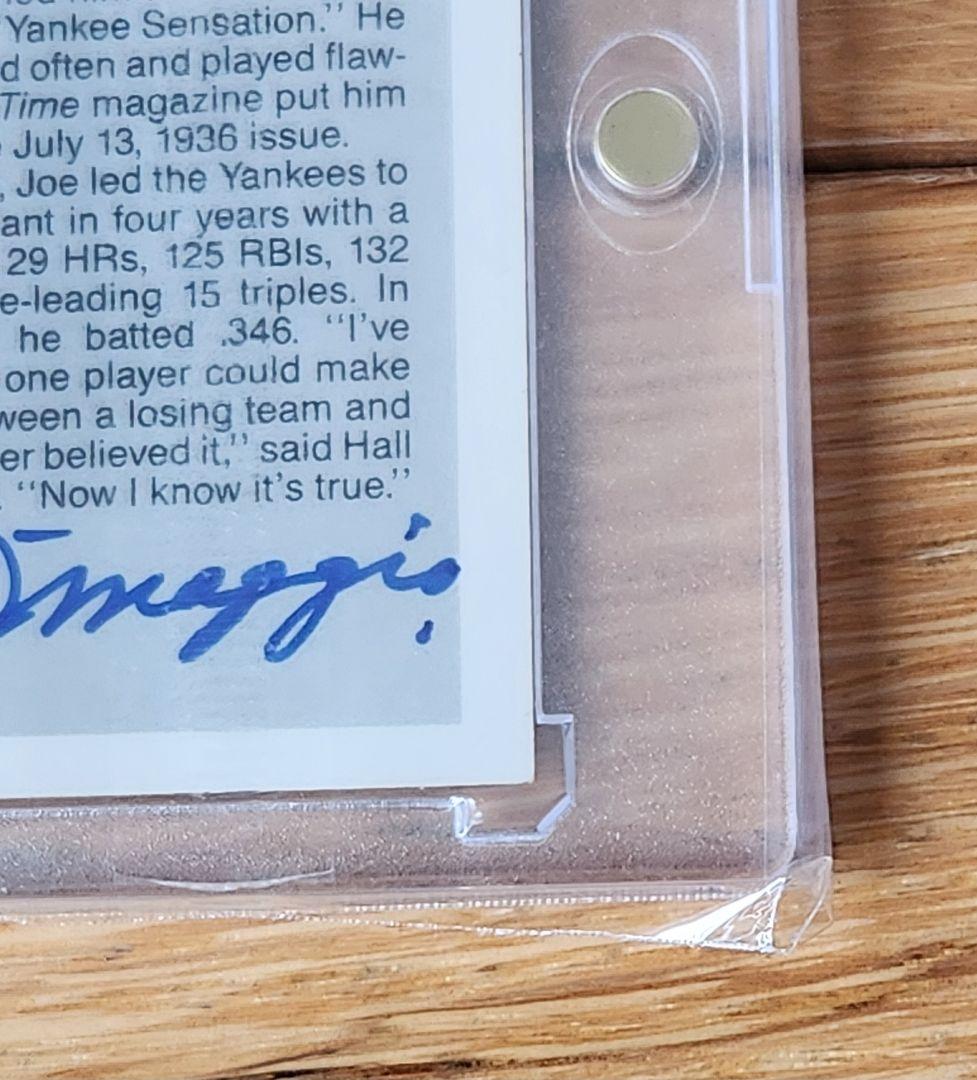 Yankee Sensation." He
d often and played flaw-
Time magazine put him
July 13, 1936 issue.
, Joe led the Yankees to
ant in four years with a
29 HRs, 125 RBIs, 132
e-leading 15 triples. In
he batted .346. "I've
one player could make
ween a losing team and
er believed it," said Hall
. "Now I know it's true."
Dimaggio